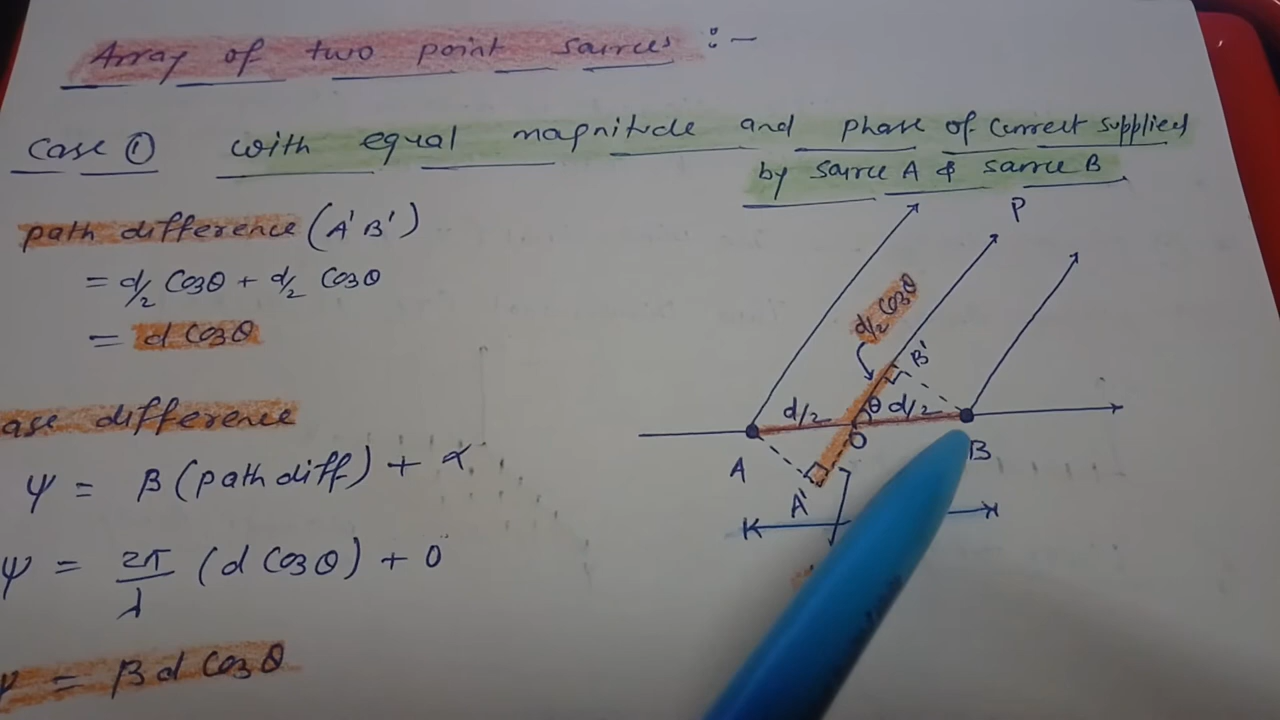 Array of two point sources :-
Case ① with equal magnitude and phase of current supplied
by source A & source B
path difference (A'B')
= d/2 Cosθ + d/2 Cosθ
= d Cosθ
ase difference
ψ = β (path diff) + α
ψ = 2π/λ (d Cosθ) + 0
ψ = β d Cosθ
P
d/2 Cosθ
B'
d/2 θ d/2
O
A B
A'